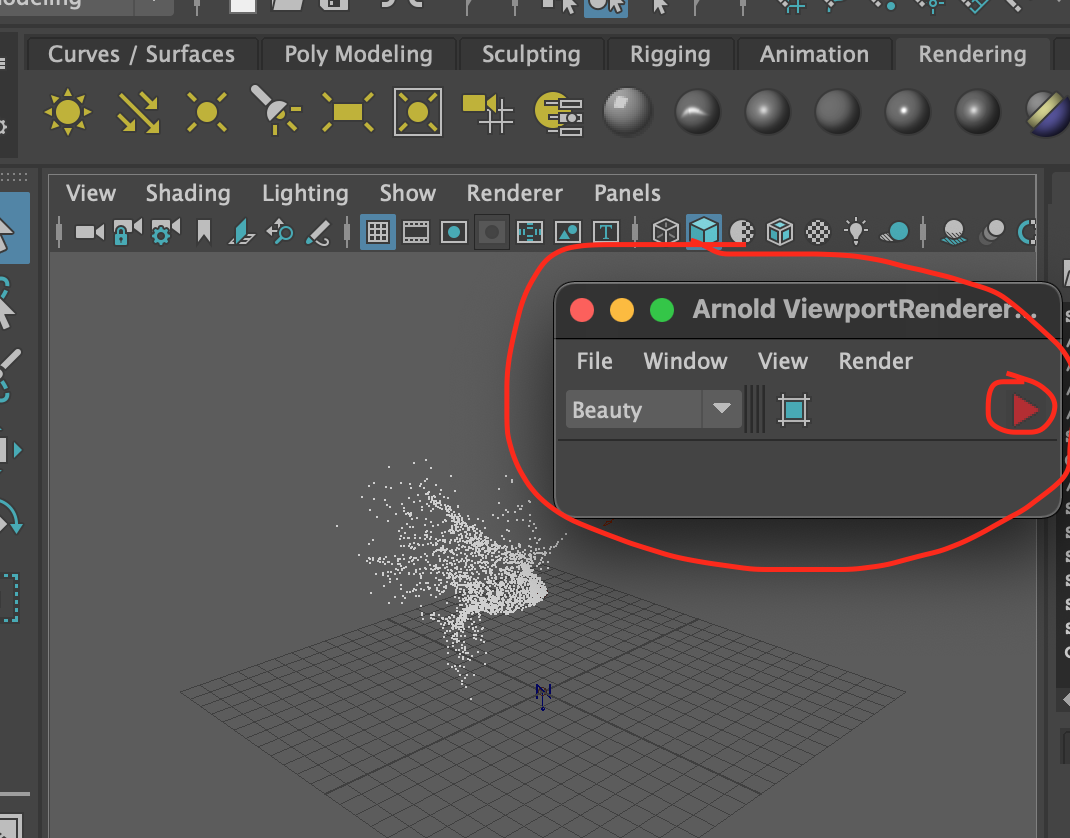 Curves / Surfaces Poly Modeling Sculpting Rigging Animation Rendering
View Shading Lighting Show Renderer Panels
T
Arnold ViewportRenderer...
File Window View Render
Beauty
N